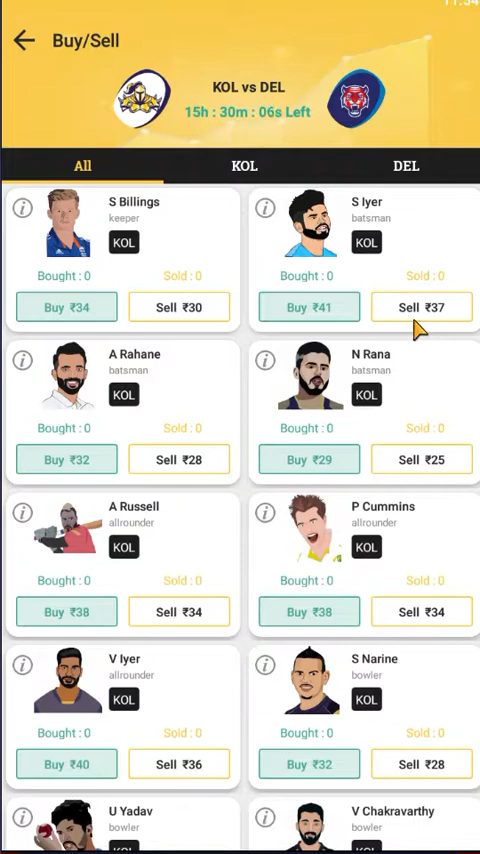 Buy/Sell
KOL vs DEL
15h : 30m : 06s Left
All KOL DEL
S Billings
keeper
KOL
Bought : 0 Sold : 0
Buy ₹34 Sell ₹30
S Iyer
batsman
KOL
Bought : 0 Sold : 0
Buy ₹41 Sell ₹37
A Rahane
batsman
KOL
Bought : 0 Sold : 0
Buy ₹32 Sell ₹28
N Rana
batsman
KOL
Bought : 0 Sold : 0
Buy ₹29 Sell ₹25
A Russell
allrounder
KOL
Bought : 0 Sold : 0
Buy ₹38 Sell ₹34
P Cummins
allrounder
KOL
Bought : 0 Sold : 0
Buy ₹38 Sell ₹34
V Iyer
allrounder
KOL
Bought : 0 Sold : 0
Buy ₹40 Sell ₹36
S Narine
bowler
KOL
Bought : 0 Sold : 0
Buy ₹32 Sell ₹28
U Yadav
bowler
V Chakravarthy
bowler